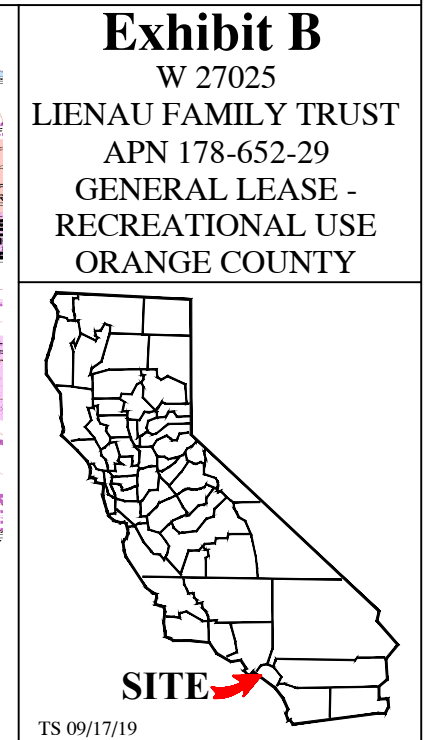 Exhibit B
W 27025
LIENAU FAMILY TRUST
APN 178-652-29
GENERAL LEASE -
RECREATIONAL USE
ORANGE COUNTY
SITE
TS 09/17/19